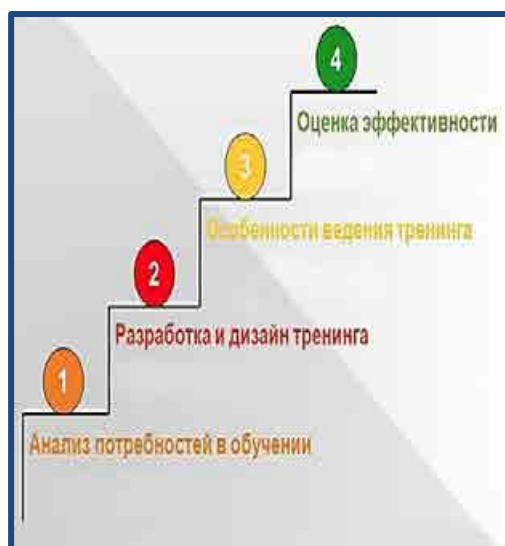 4
Оценка эффективности
3
Особенности ведения тренинга
2
Разработка и дизайн тренинга
1
Анализ потребностей в обучении